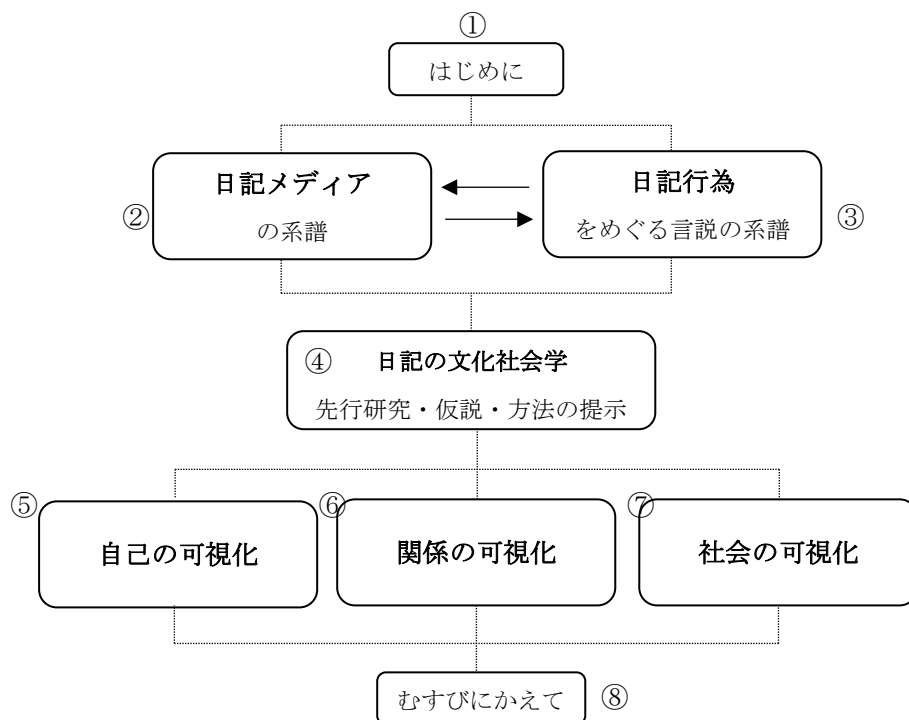 ①
はじめに
日記メディア
の系譜
②
日記行為
をめぐる言説の系譜
③
④ 日記の文化社会学
先行研究・仮説・方法の提示
⑤
自己の可視化
⑥
関係の可視化
⑦
社会の可視化
むすびにかえて ⑧